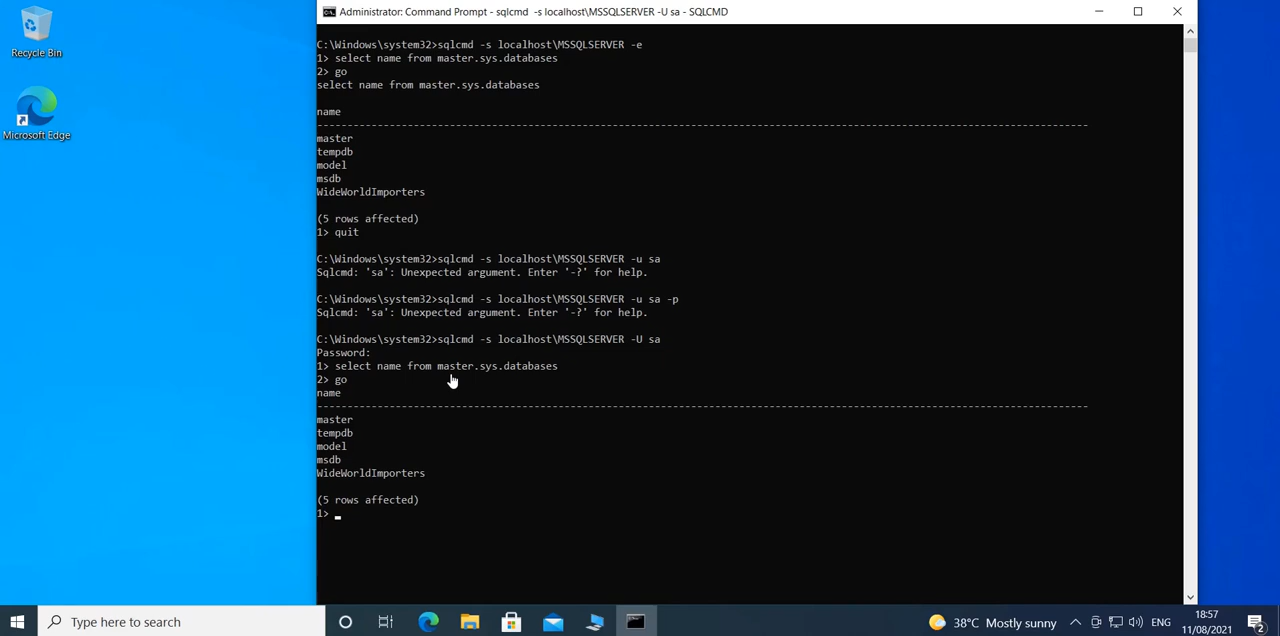 Administrator: Command Prompt - sqlcmd  -s localhost\MSSQLSERVER -U sa - SQLCMD
Recycle Bin
Microsoft Edge
C:\Windows\system32>sqlcmd -s localhost\MSSQLSERVER -e
1> select name from master.sys.databases
2> go
select name from master.sys.databases
name
--------------------------------------------------------------------------------------------------------------------------------
master
tempdb
model
msdb
WideWorldImporters
(5 rows affected)
1> quit
C:\Windows\system32>sqlcmd -s localhost\MSSQLSERVER -u sa
Sqlcmd: 'sa': Unexpected argument. Enter '-?' for help.
C:\Windows\system32>sqlcmd -s localhost\MSSQLSERVER -u sa -p
Sqlcmd: 'sa': Unexpected argument. Enter '-?' for help.
C:\Windows\system32>sqlcmd -s localhost\MSSQLSERVER -U sa
Password:
1> select name from master.sys.databases
2> go
name
--------------------------------------------------------------------------------------------------------------------------------
master
tempdb
model
msdb
WideWorldImporters
(5 rows affected)
1>
Type here to search
38°C Mostly sunny
ENG
18:57
11/08/2021
2